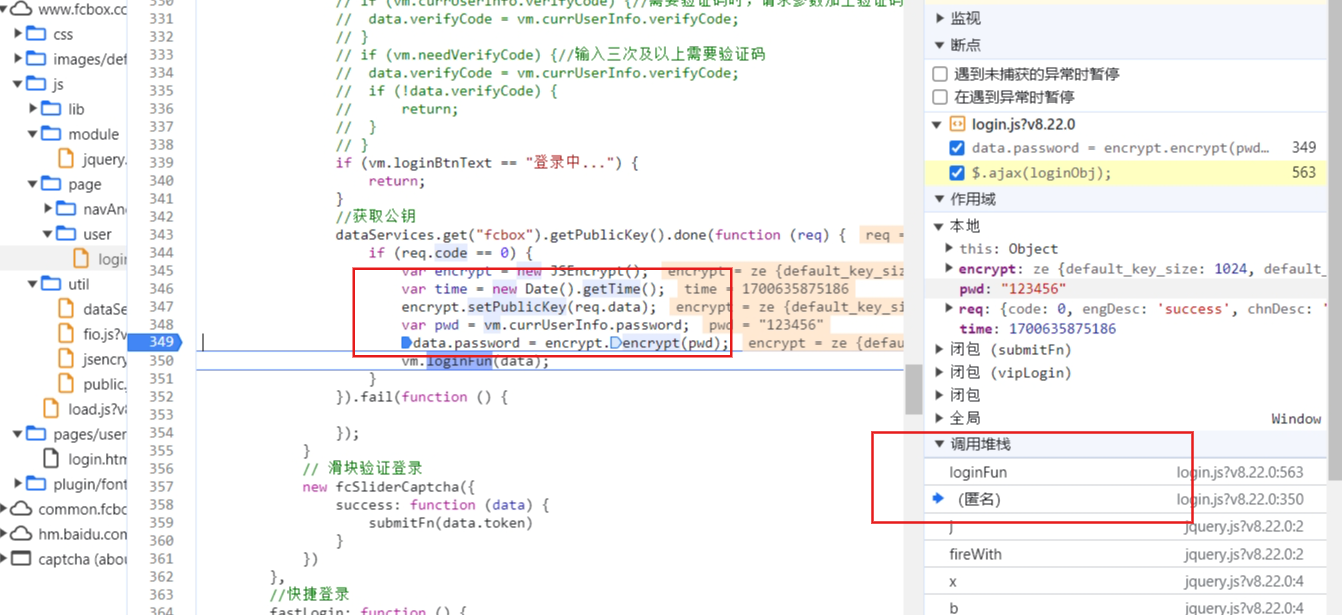 www.fcbox.cc
css
images/def
js
lib
module
jquery.
page
navAn
user
login
util
dataSe
fio.js?v
jsencry
public.
load.js?v8
pages/user
login.htm
plugin/font
common.fcbo
hm.baidu.com
captcha (abou
330 // if (vm.currUserInfo.verifyCode) {//需要验证码时，请求参数加上验证码
331 //  data.verifyCode = vm.currUserInfo.verifyCode;
332 // }
333 // if (vm.needVerifyCode) {//输入三次及以上需要验证码
334 //  data.verifyCode = vm.currUserInfo.verifyCode;
335 //  if (!data.verifyCode) {
336 //      return;
337 //  }
338 // }
339 if (vm.loginBtnText == "登录中...") {
340 return;
341 }
342 //获取公钥
343 dataServices.get("fcbox").getPublicKey().done(function (req) { req =
344 if (req.code == 0) {
345 var encrypt = new JSEncrypt(); encrypt = ze {default_key_siz
346 var time = new Date().getTime(); time = 1700635875186
347 encrypt.setPublicKey(req.data); encrypt = ze {default_key_si
348 var pwd = vm.currUserInfo.password; pwd = "123456"
349 data.password = encrypt.encrypt(pwd); encrypt = ze {defau
350 vm.loginFun(data);
351 }
352 }).fail(function () {
353
354 });
355 }
356 // 滑块验证登录
357 new fcSliderCaptcha({
358 success: function (data) {
359 submitFn(data.token)
360 }
361 })
362 },
363 //快捷登录
364 fastLogin: function () {
监视
断点
遇到未捕获的异常时暂停
在遇到异常时暂停
login.js?v8.22.0
data.password = encrypt.encrypt(pwd… 349
$.ajax(loginObj); 563
作用域
本地
this: Object
encrypt: ze {default_key_size: 1024, default_
pwd: "123456"
req: {code: 0, engDesc: 'success', chnDesc: '
time: 1700635875186
闭包 (submitFn)
闭包 (vipLogin)
闭包
全局 Window
调用堆栈
loginFun login.js?v8.22.0:563
(匿名) login.js?v8.22.0:350
j jquery.js?v8.22.0:2
fireWith jquery.js?v8.22.0:2
x jquery.js?v8.22.0:4
b jquery.js?v8.22.0:4